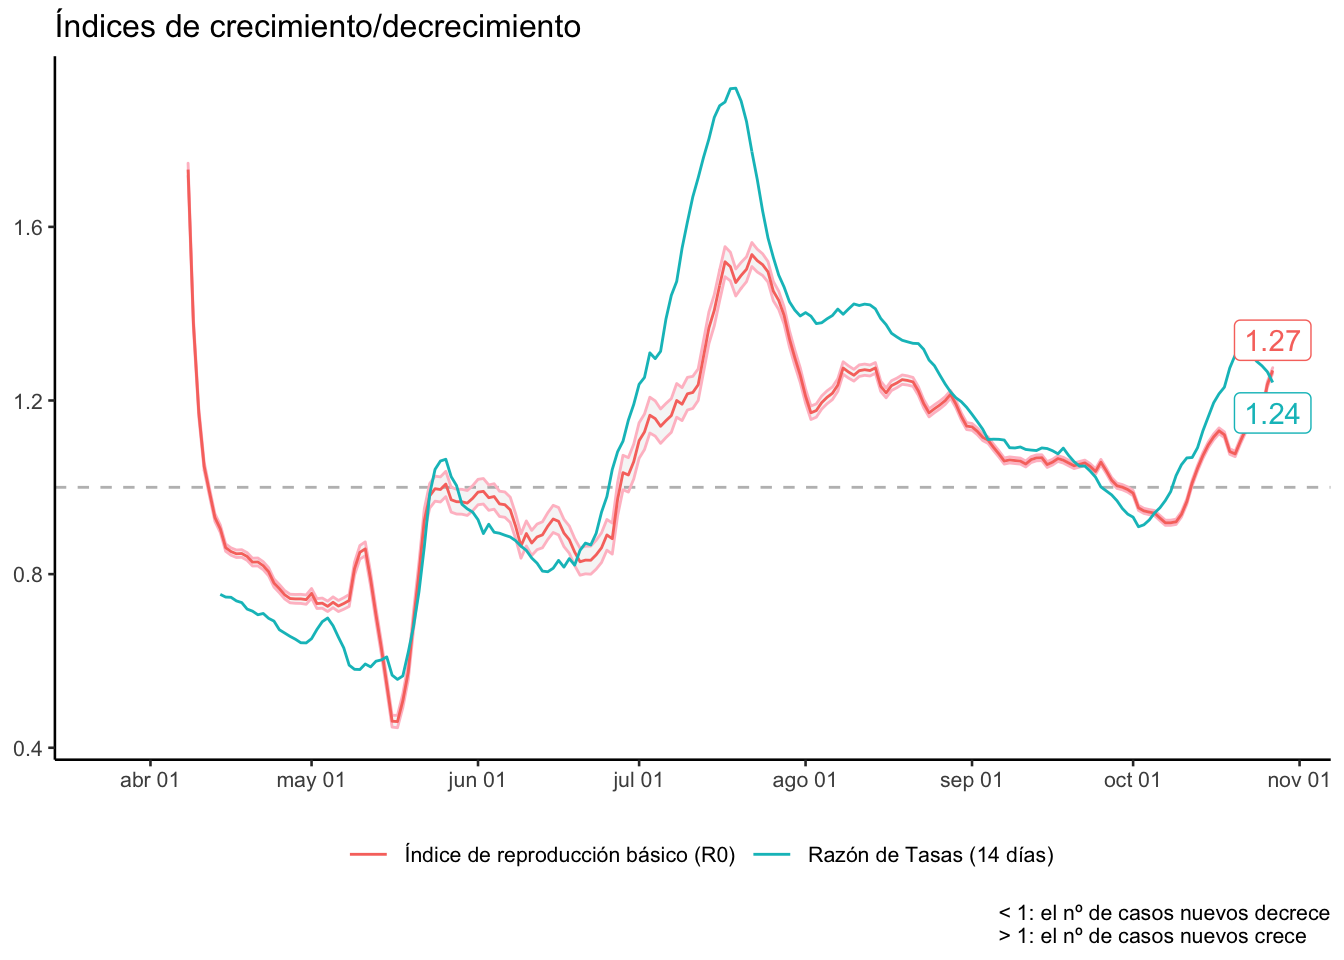 Índices de crecimiento/decrecimiento
1.6
1.2
0.8
0.4
1.27
1.24
abr 01 may 01 jun 01 jul 01 ago 01 sep 01 oct 01 nov 01
Índice de reproducción básico (R0) Razón de Tasas (14 días)
< 1: el nº de casos nuevos decrece
> 1: el nº de casos nuevos crece